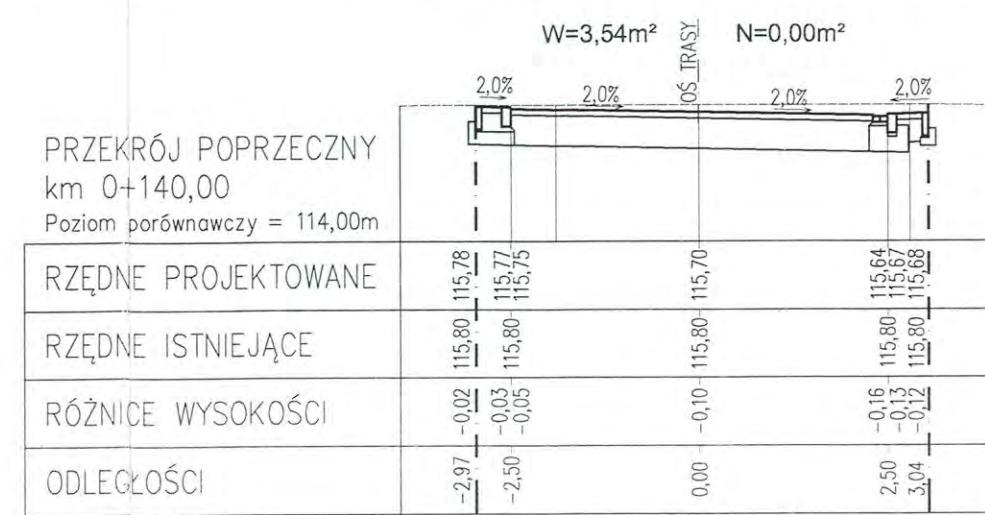 W=3,54m² OŚ TRASY N=0,00m²
2,0% 2,0% 2,0% 2,0%
PRZEKRÓJ POPRZECZNY
km 0+140,00
Poziom porównawczy = 114,00m
RZĘDNE PROJEKTOWANE 115,78 115,77 115,75 115,70 115,64 115,67 115,68
RZĘDNE ISTNIEJĄCE 115,80 115,80 115,80 115,80 115,80
RÓŻNICE WYSOKOŚCI -0,02 -0,03 -0,05 -0,10 -0,16 -0,13 -0,12
ODLEGŁOŚCI -2,97 -2,50 0,00 2,50 3,04